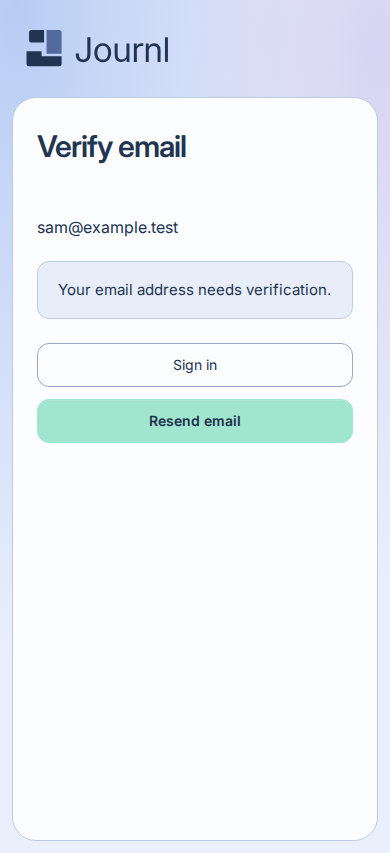 Journl
Verify email
sam@example.test
Your email address needs verification.
Sign in
Resend email